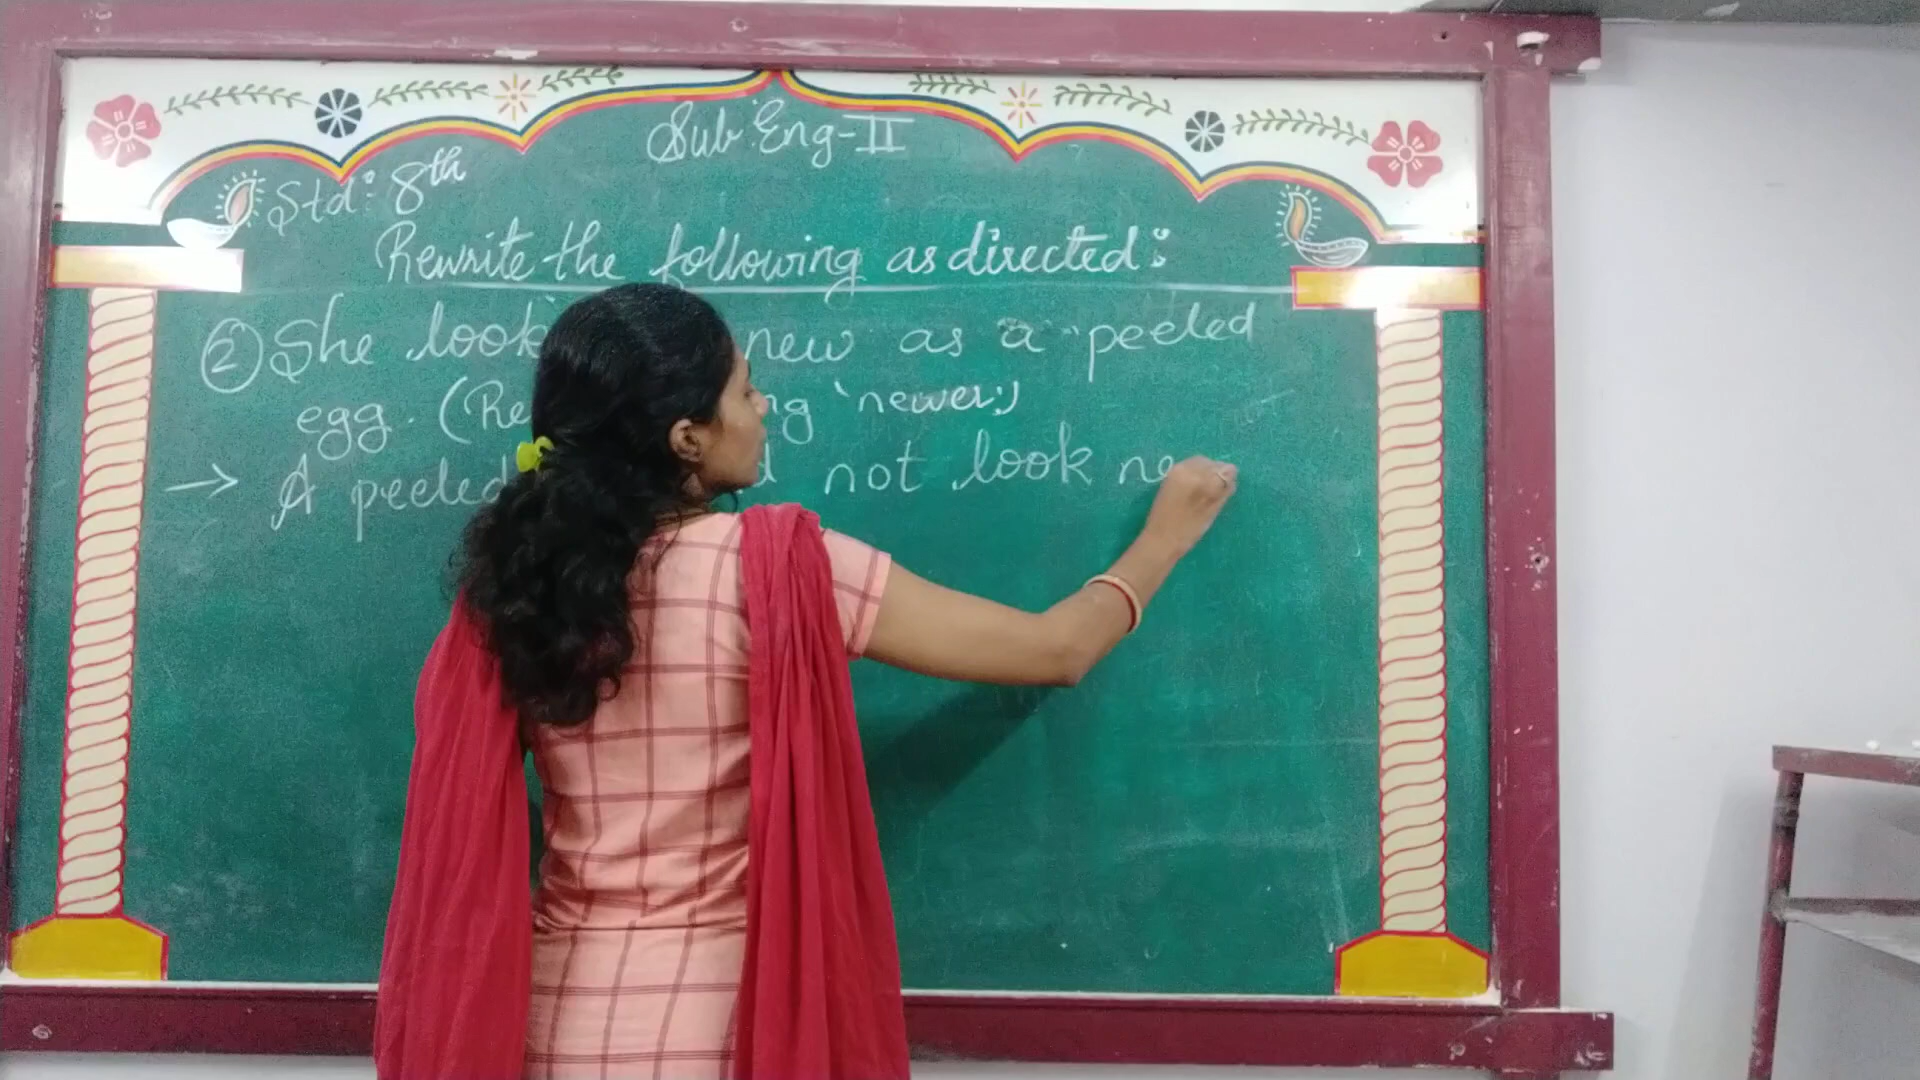 Sub: Eng-II
Std: 8th
Rewrite the following as directed:
② She look new as a peeled
egg. (Re ng 'newer')
→ A peeled d not look ne